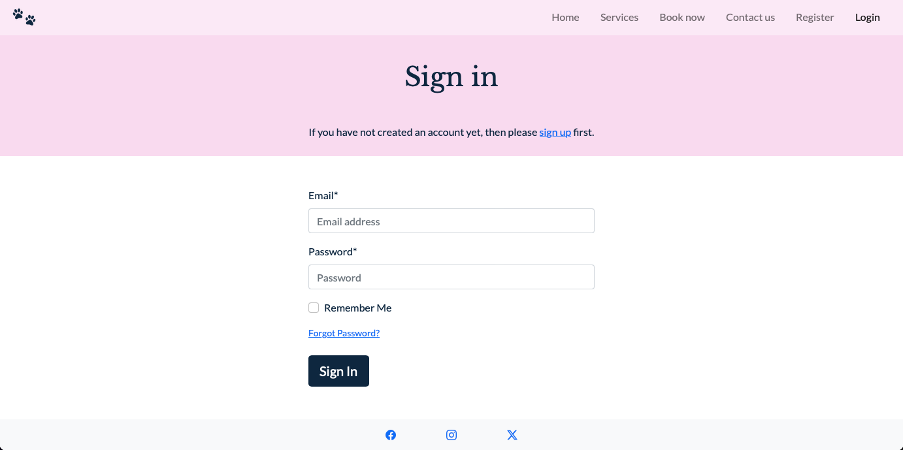 Home Services Book now Contact us Register Login
Sign in
If you have not created an account yet, then please sign up first.
Email*
Email address
Password*
Password
Remember Me
Forgot Password?
Sign In